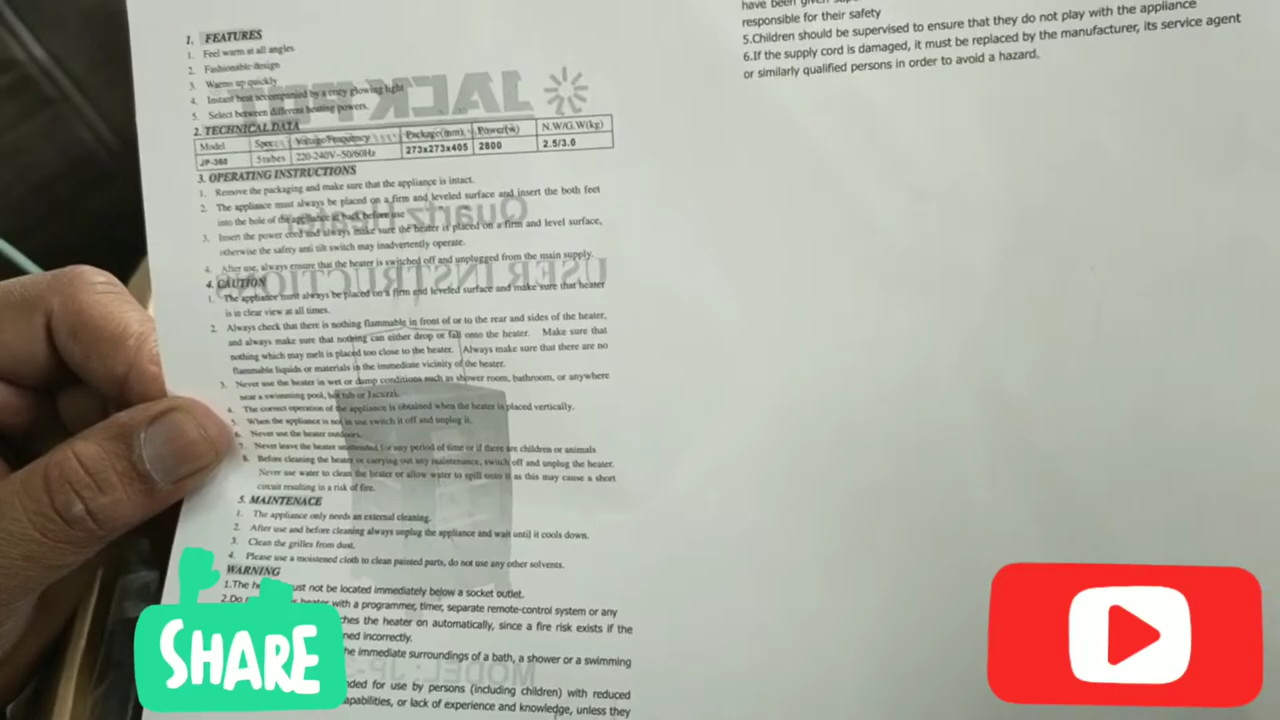 1. FEATURES
1. Feel warm at all angles
2. Fashionable design
3. Warms up quickly
4. Instant heat accompanied by a cozy glowing light
5. Select between different heating powers.
2. TECHNICAL DATA
Model Spec Voltage/Frequency Package(mm) Power(w) N.W/G.W(kg)
JP-360 5 tubes 220-240V~50/60Hz 273x273x405 2800 2.5/3.0
3. OPERATING INSTRUCTIONS
1. Remove the packaging and make sure that the appliance is intact.
2. The appliance must always be placed on a firm and leveled surface and insert the both feet
into the hole of the appliance at back before use
3. Insert the power cord and always make sure the heater is placed on a firm and level surface,
otherwise the safety anti tilt switch may inadvertently operate.
4. After use, always ensure that the heater is switched off and unplugged from the main supply.
4. CAUTION
1. The appliance must always be placed on a firm and leveled surface and make sure that heater
is in clear view at all times.
2. Always check that there is nothing flammable in front of or to the rear and sides of the heater,
and always make sure that nothing can either drop or fall onto the heater. Make sure that
nothing which may melt is placed too close to the heater. Always make sure that there are no
flammable liquids or materials in the immediate vicinity of the heater.
3. Never use the heater in wet or damp conditions such as shower room, bathroom, or anywhere
near a swimming pool, hot tub or Jacuzzi.
4. The correct operation of the appliance is obtained when the heater is placed vertically.
5. When the appliance is not in use switch it off and unplug it.
6. Never use the heater outdoors.
7. Never leave the heater unattended for any period of time or if there are children or animals
8. Before cleaning the heater or carrying out any maintenance, switch off and unplug the heater.
Never use water to clean the heater or allow water to spill onto it as this may cause a short
circuit resulting in a risk of fire.
5. MAINTENACE
1. The appliance only needs an external cleaning.
2. After use and before cleaning always unplug the appliance and wait until it cools down.
3. Clean the grilles from dust.
4. Please use a moistened cloth to clean painted parts, do not use any other solvents.
WARNING
1.The must not be located immediately below a socket outlet.
2.Do heater with a programmer, timer, separate remote-control system or any
the heater on automatically, since a fire risk exists if the
incorrectly.
immediate surroundings of a bath, a shower or a swimming
for use by persons (including children) with reduced
or lack of experience and knowledge, unless they
have been given
responsible for their safety
5.Children should be supervised to ensure that they do not play with the appliance
6.If the supply cord is damaged, it must be replaced by the manufacturer, its service agent
or similarly qualified persons in order to avoid a hazard.
JACKPOT
Quartz Heater
USER INSTRUCTIONS
MODEL: JP-3
SHARE